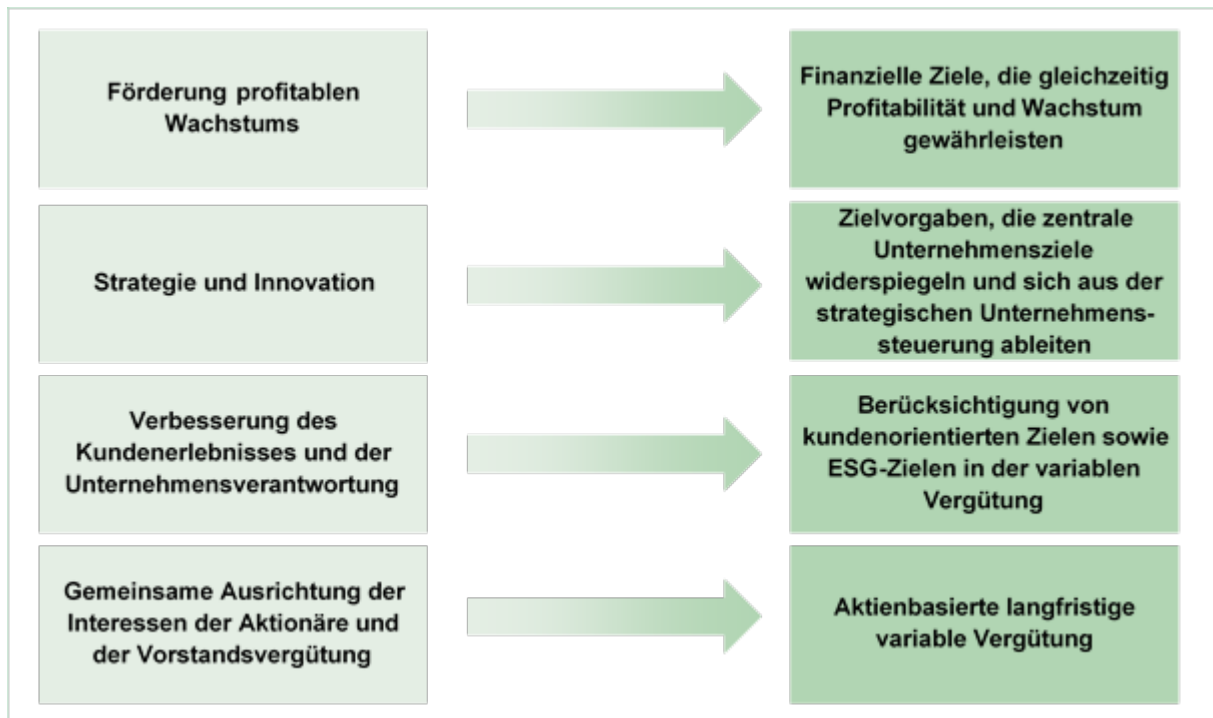 Förderung profitablen
Wachstums
Finanzielle Ziele, die gleichzeitig
Profitabilität und Wachstum
gewährleisten
Strategie und Innovation
Zielvorgaben, die zentrale
Unternehmensziele
widerspiegeln und sich aus der
strategischen Unternehmens-
steuerung ableiten
Verbesserung des
Kundenerlebnisses und der
Unternehmensverantwortung
Berücksichtigung von
kundenorientierten Zielen sowie
ESG-Zielen in der variablen
Vergütung
Gemeinsame Ausrichtung der
Interessen der Aktionäre und
der Vorstandsvergütung
Aktienbasierte langfristige
variable Vergütung